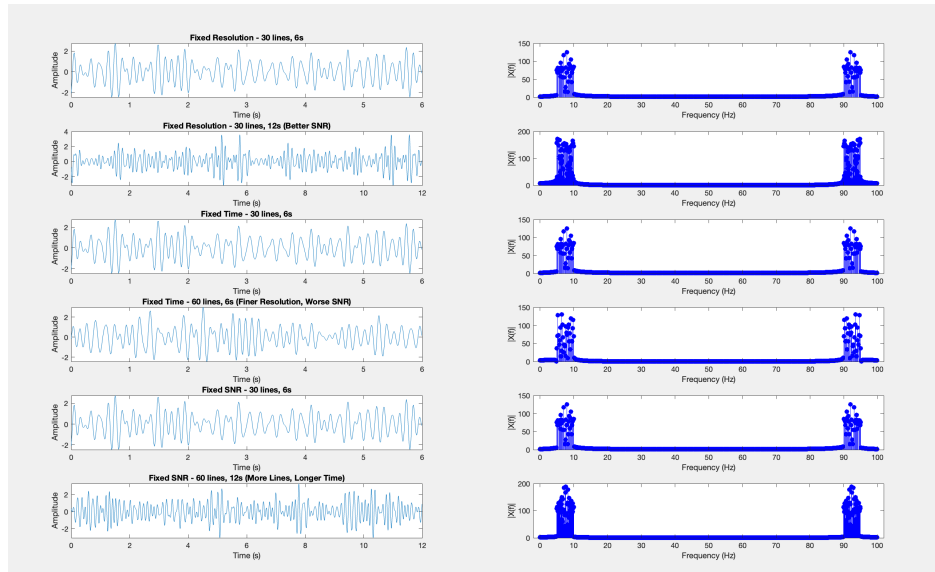 Fixed Resolution - 30 lines, 6s
Amplitude
2
0
-2
0 1 2 3 4 5 6
Time (s)
|X(f)|
150
100
50
0
0 10 20 30 40 50 60 70 80 90 100
Frequency (Hz)
Fixed Resolution - 30 lines, 12s (Better SNR)
Amplitude
4
2
0
-2
0 2 4 6 8 10 12
Time (s)
|X(f)|
200
100
0
0 10 20 30 40 50 60 70 80 90 100
Frequency (Hz)
Fixed Time - 30 lines, 6s
Amplitude
2
0
-2
0 1 2 3 4 5 6
Time (s)
|X(f)|
150
100
50
0
0 10 20 30 40 50 60 70 80 90 100
Frequency (Hz)
Fixed Time - 60 lines, 6s (Finer Resolution, Worse SNR)
Amplitude
2
0
-2
0 1 2 3 4 5 6
Time (s)
|X(f)|
150
100
50
0
0 10 20 30 40 50 60 70 80 90 100
Frequency (Hz)
Fixed SNR - 30 lines, 6s
Amplitude
2
0
-2
0 1 2 3 4 5 6
Time (s)
|X(f)|
150
100
50
0
0 10 20 30 40 50 60 70 80 90 100
Frequency (Hz)
Fixed SNR - 60 lines, 12s (More Lines, Longer Time)
Amplitude
2
0
-2
0 2 4 6 8 10 12
Time (s)
|X(f)|
200
100
0
0 10 20 30 40 50 60 70 80 90 100
Frequency (Hz)